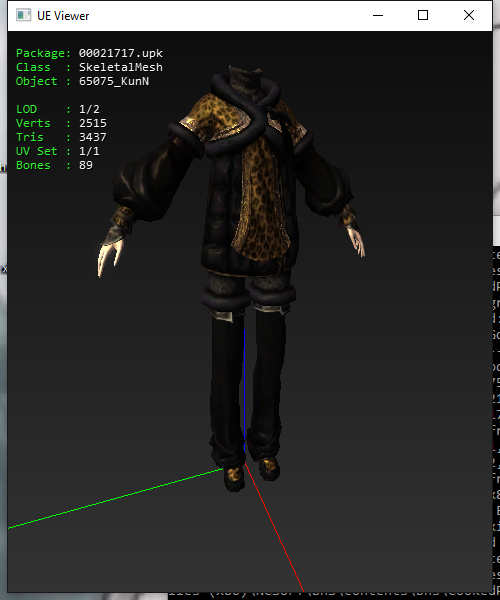 UE Viewer
Package: 00021717.upk
Class : SkeletalMesh
Object : 65075_KunN
LOD : 1/2
Verts : 2515
Tris : 3437
UV Set : 1/1
Bones : 89